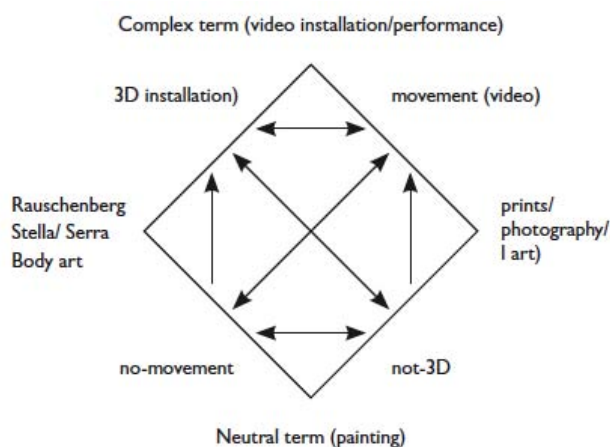 Complex term (video installation/performance)
3D installation)
movement (video)
Rauschenberg
Stella/ Serra
Body art
prints/
photography/
l art)
no-movement
not-3D
Neutral term (painting)